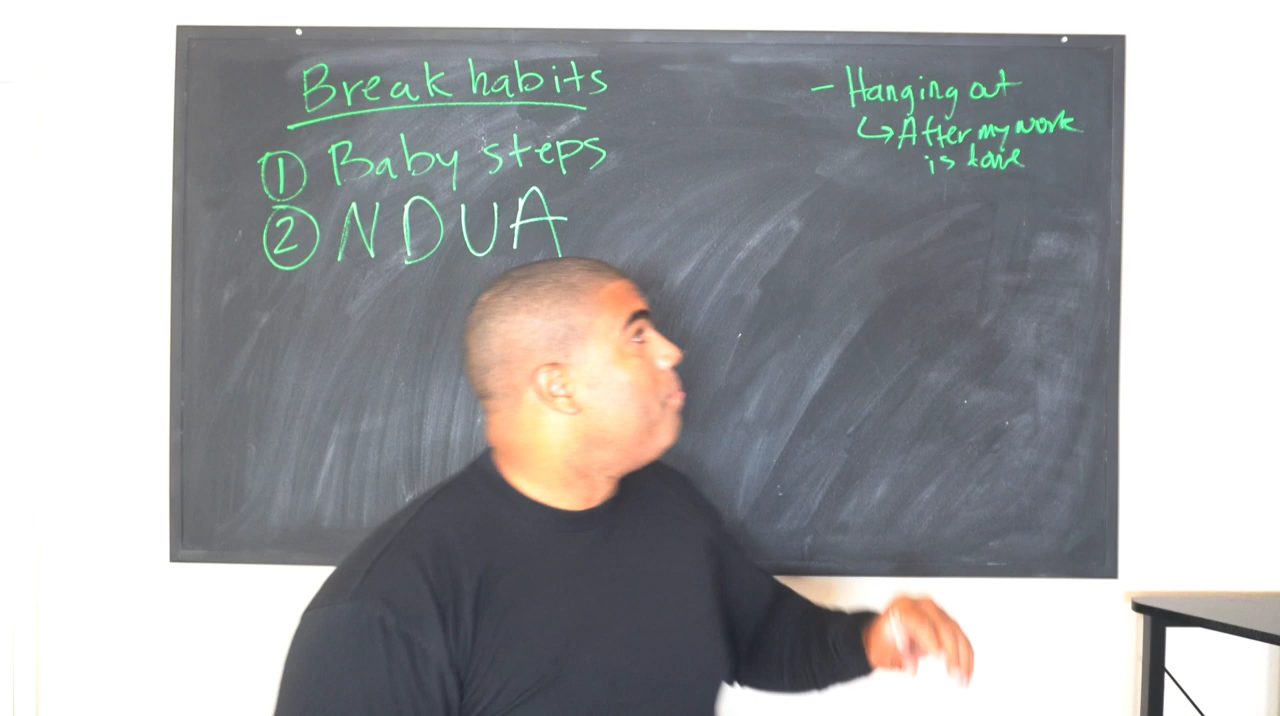 Break habits
① Baby steps
② NDUA
- Hanging out
↳ After my work
is done